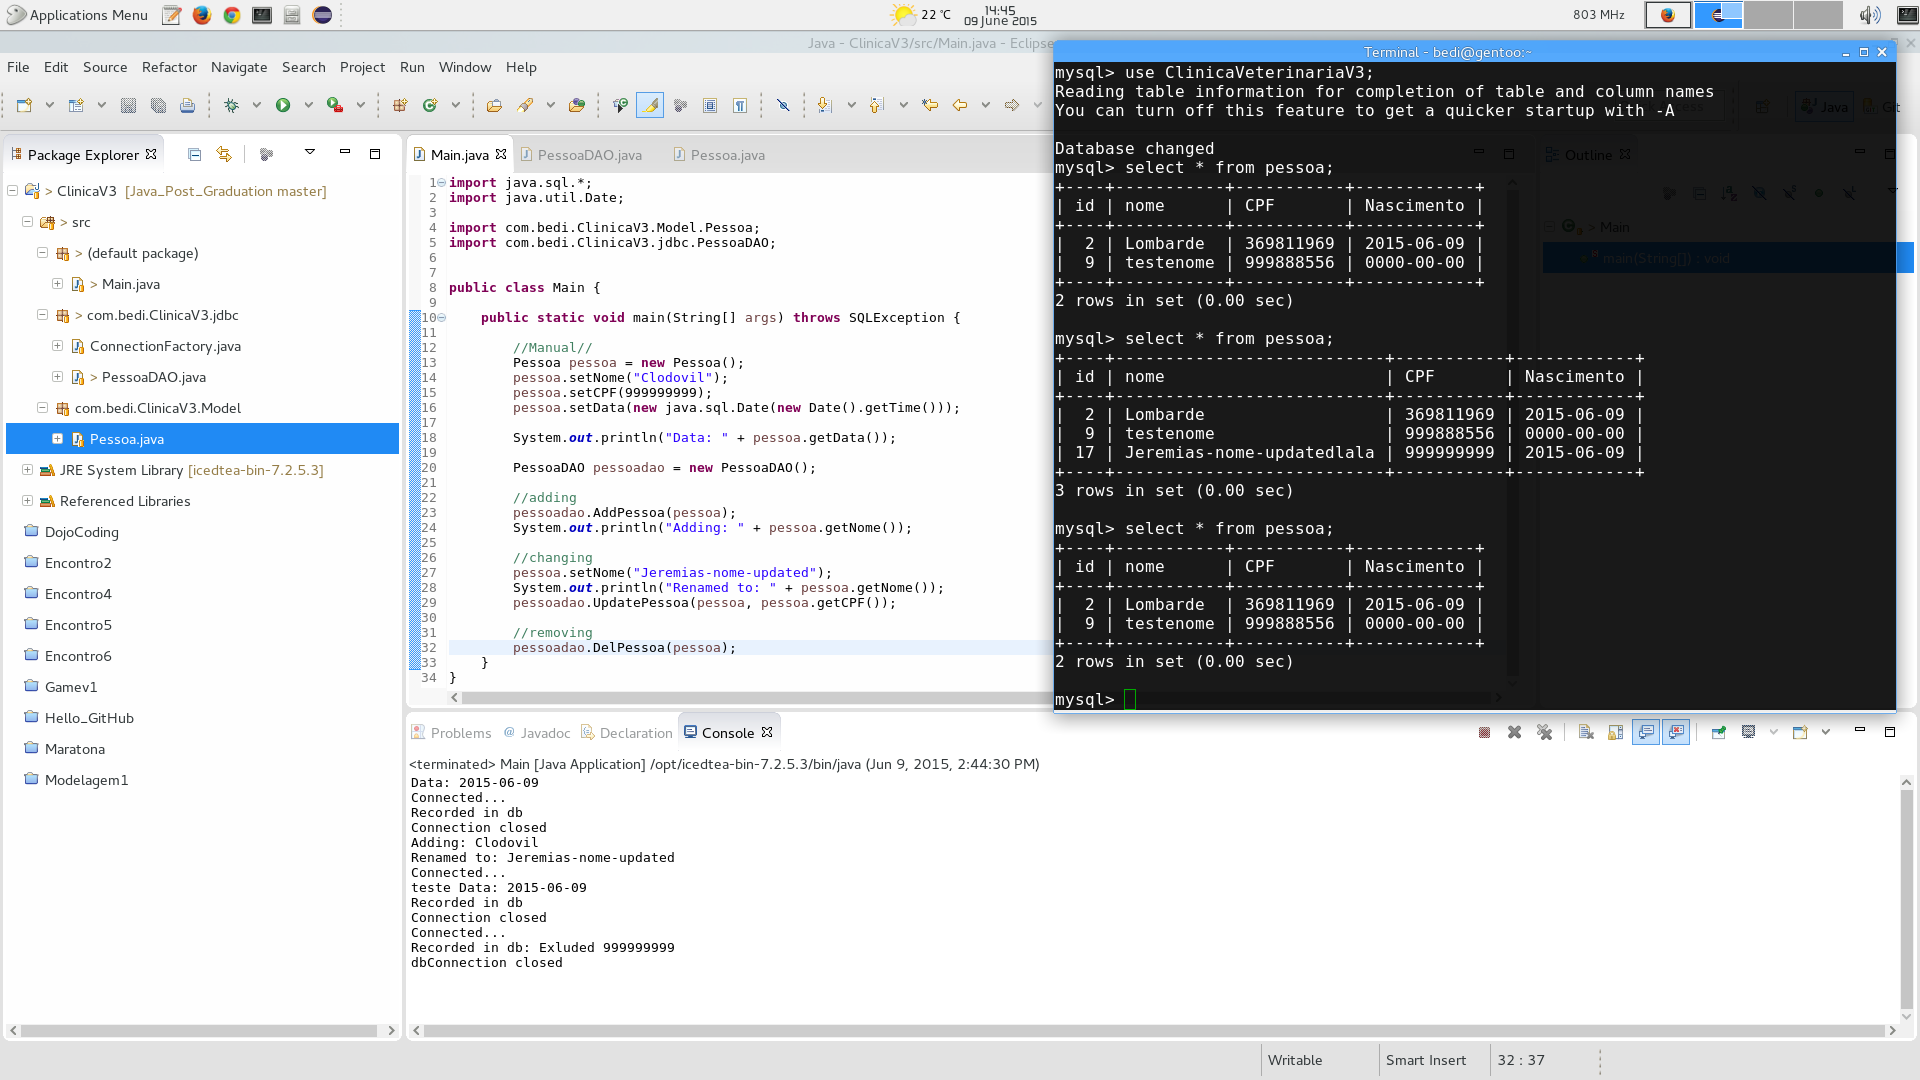 Applications Menu
22 °C
14:45
09 June 2015
803 MHz
Java - ClinicaV3/src/Main.java - Eclipse
File Edit Source Refactor Navigate Search Project Run Window Help
Java Git
Package Explorer
ClinicaV3 [Java_Post_Graduation master]
> src
> (default package)
> Main.java
> com.bedi.ClinicaV3.jdbc
ConnectionFactory.java
> PessoaDAO.java
com.bedi.ClinicaV3.Model
Pessoa.java
JRE System Library [icedtea-bin-7.2.5.3]
Referenced Libraries
DojoCoding
Encontro2
Encontro4
Encontro5
Encontro6
Gamev1
Hello_GitHub
Maratona
Modelagem1
Main.java PessoaDAO.java Pessoa.java
1 import java.sql.*;
2 import java.util.Date;
3
4 import com.bedi.ClinicaV3.Model.Pessoa;
5 import com.bedi.ClinicaV3.jdbc.PessoaDAO;
6
7
8 public class Main {
9
10     public static void main(String[] args) throws SQLException {
11
12         //Manual//
13         Pessoa pessoa = new Pessoa();
14         pessoa.setNome("Clodovil");
15         pessoa.setCPF(999999999);
16         pessoa.setData(new java.sql.Date(new Date().getTime()));
17
18         System.out.println("Data: " + pessoa.getData());
19
20         PessoaDAO pessoadao = new PessoaDAO();
21
22         //adding
23         pessoadao.AddPessoa(pessoa);
24         System.out.println("Adding: " + pessoa.getNome());
25
26         //changing
27         pessoa.setNome("Jeremias-nome-updated");
28         System.out.println("Renamed to: " + pessoa.getNome());
29         pessoadao.UpdatePessoa(pessoa, pessoa.getCPF());
30
31         //removing
32         pessoadao.DelPessoa(pessoa);
33     }
34 }
Terminal - bedi@gentoo:~
mysql> use ClinicaVeterinariaV3;
Reading table information for completion of table and column names
You can turn off this feature to get a quicker startup with -A
Database changed
mysql> select * from pessoa;
+----+-----------+-----------+------------+
| id | nome      | CPF       | Nascimento |
+----+-----------+-----------+------------+
|  2 | Lombarde  | 369811969 | 2015-06-09 |
|  9 | testenome | 999888556 | 0000-00-00 |
+----+-----------+-----------+------------+
2 rows in set (0.00 sec)
mysql> select * from pessoa;
+----+---------------------------+-----------+------------+
| id | nome                      | CPF       | Nascimento |
+----+---------------------------+-----------+------------+
|  2 | Lombarde                  | 369811969 | 2015-06-09 |
|  9 | testenome                 | 999888556 | 0000-00-00 |
| 17 | Jeremias-nome-updatedlala | 999999999 | 2015-06-09 |
+----+---------------------------+-----------+------------+
3 rows in set (0.00 sec)
mysql> select * from pessoa;
+----+-----------+-----------+------------+
| id | nome      | CPF       | Nascimento |
+----+-----------+-----------+------------+
|  2 | Lombarde  | 369811969 | 2015-06-09 |
|  9 | testenome | 999888556 | 0000-00-00 |
+----+-----------+-----------+------------+
2 rows in set (0.00 sec)
mysql>
Outline
> Main
main(String[]) : void
Problems @ Javadoc Declaration Console
<terminated> Main [Java Application] /opt/icedtea-bin-7.2.5.3/bin/java (Jun 9, 2015, 2:44:30 PM)
Data: 2015-06-09
Connected...
Recorded in db
Connection closed
Adding: Clodovil
Renamed to: Jeremias-nome-updated
Connected...
teste Data: 2015-06-09
Recorded in db
Connection closed
Connected...
Recorded in db: Exluded 999999999
dbConnection closed
Writable Smart Insert 32 : 37